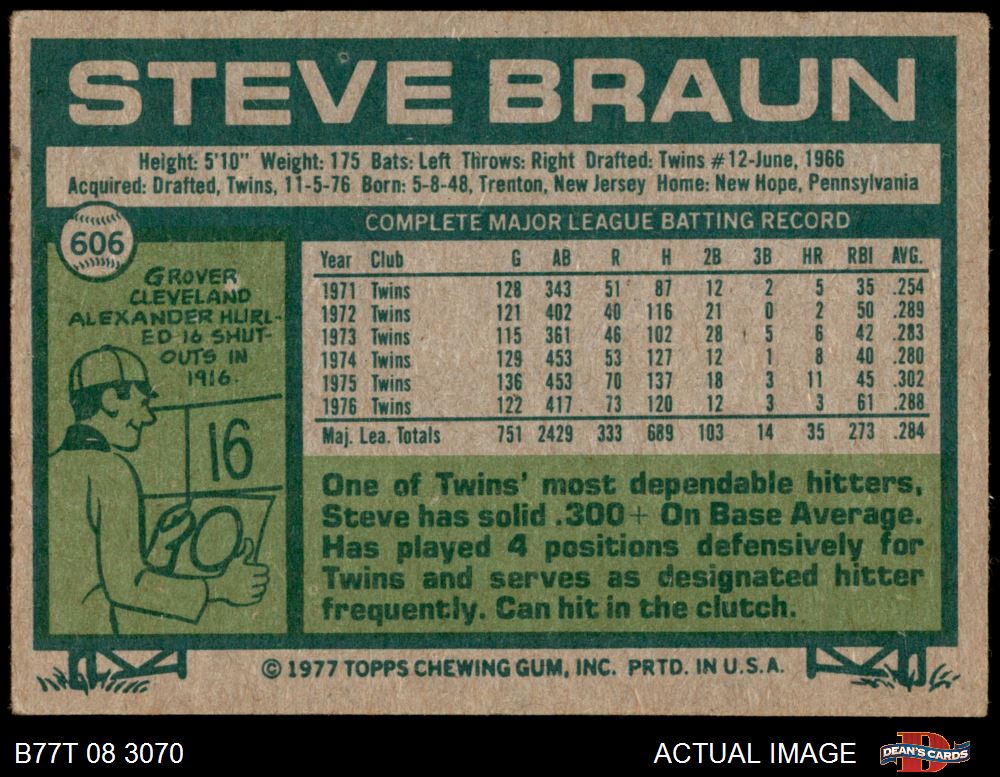 STEVE BRAUN
Height: 5'10" Weight: 175 Bats: Left Throws: Right Drafted: Twins #12-June, 1966
Acquired: Drafted, Twins, 11-5-76 Born: 5-8-48, Trenton, New Jersey Home: New Hope, Pennsylvania
606
GROVER
CLEVELAND
ALEXANDER HURL-
ED 16 SHUT-
OUTS IN
1916.
16
0
COMPLETE MAJOR LEAGUE BATTING RECORD
Year Club G AB R H 2B 3B HR RBI AVG.
1971 Twins 128 343 51 87 12 2 5 35 .254
1972 Twins 121 402 40 116 21 0 2 50 .289
1973 Twins 115 361 46 102 28 5 6 42 .283
1974 Twins 129 453 53 127 12 1 8 40 .280
1975 Twins 136 453 70 137 18 3 11 45 .302
1976 Twins 122 417 73 120 12 3 3 61 .288
Maj. Lea. Totals 751 2429 333 689 103 14 35 273 .284
One of Twins' most dependable hitters,
Steve has solid .300+ On Base Average.
Has played 4 positions defensively for
Twins and serves as designated hitter
frequently. Can hit in the clutch.
© 1977 TOPPS CHEWING GUM, INC. PRTD. IN U.S.A.
B77T 08 3070
ACTUAL IMAGE
D
DEAN'S CARDS